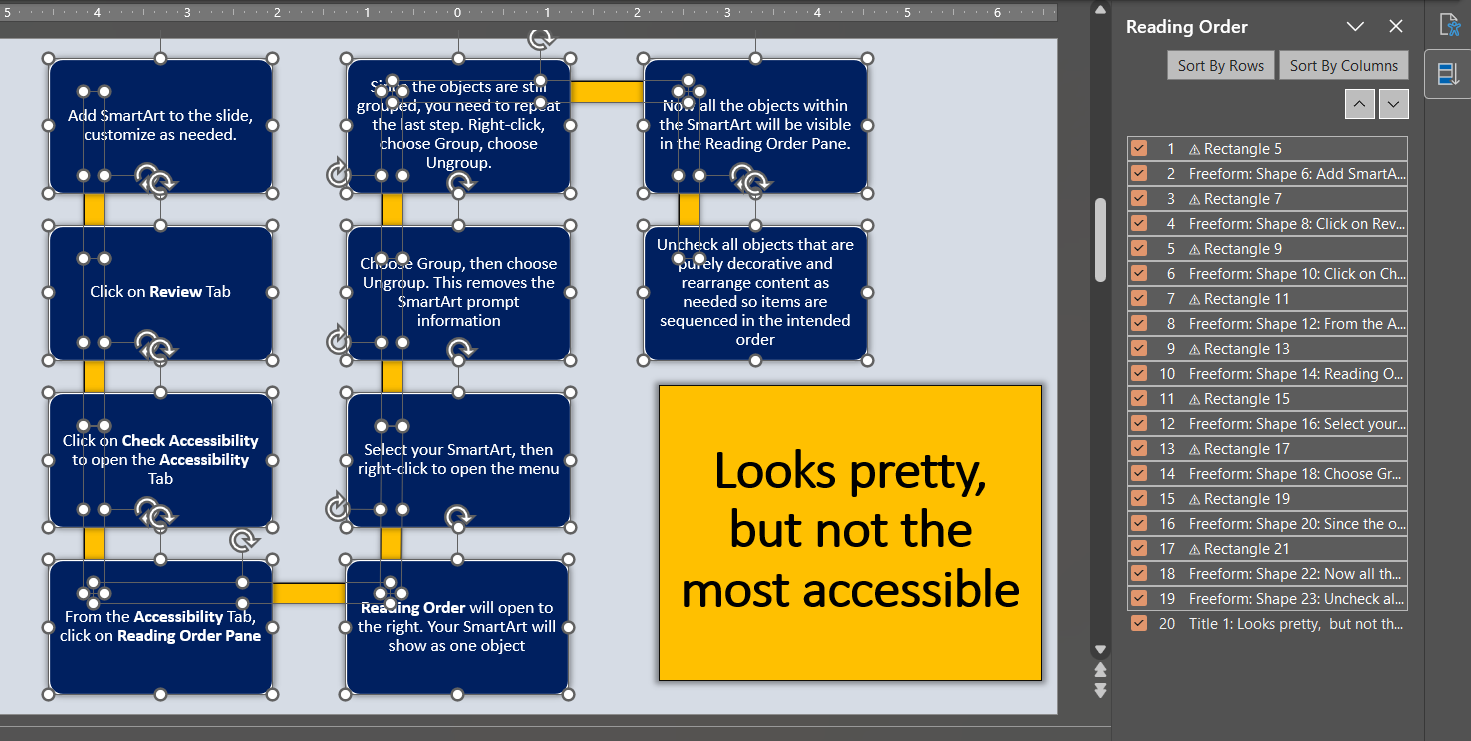 5 4 3 2 1 0 1 2 3 4 5 6
Add SmartArt to the slide,
customize as needed.
Click on Review Tab
Click on Check Accessibility
to open the Accessibility
Tab
From the Accessibility Tab,
click on Reading Order Pane
Reading Order will open to
the right. Your SmartArt will
show as one object
Select your SmartArt, then
right-click to open the menu
Choose Group, then choose
Ungroup. This removes the
SmartArt prompt
information
Since the objects are still
grouped, you need to repeat
the last step. Right-click,
choose Group, choose
Ungroup.
Now all the objects within
the SmartArt will be visible
in the Reading Order Pane.
Uncheck all objects that are
purely decorative and
rearrange content as
needed so items are
sequenced in the intended
order
Looks pretty,
but not the
most accessible
Reading Order
Sort By Rows Sort By Columns
1 Rectangle 5
2 Freeform: Shape 6: Add SmartA...
3 Rectangle 7
4 Freeform: Shape 8: Click on Rev...
5 Rectangle 9
6 Freeform: Shape 10: Click on Ch...
7 Rectangle 11
8 Freeform: Shape 12: From the A...
9 Rectangle 13
10 Freeform: Shape 14: Reading O...
11 Rectangle 15
12 Freeform: Shape 16: Select your...
13 Rectangle 17
14 Freeform: Shape 18: Choose Gr...
15 Rectangle 19
16 Freeform: Shape 20: Since the o...
17 Rectangle 21
18 Freeform: Shape 22: Now all th...
19 Freeform: Shape 23: Uncheck al...
20 Title 1: Looks pretty,  but not th...